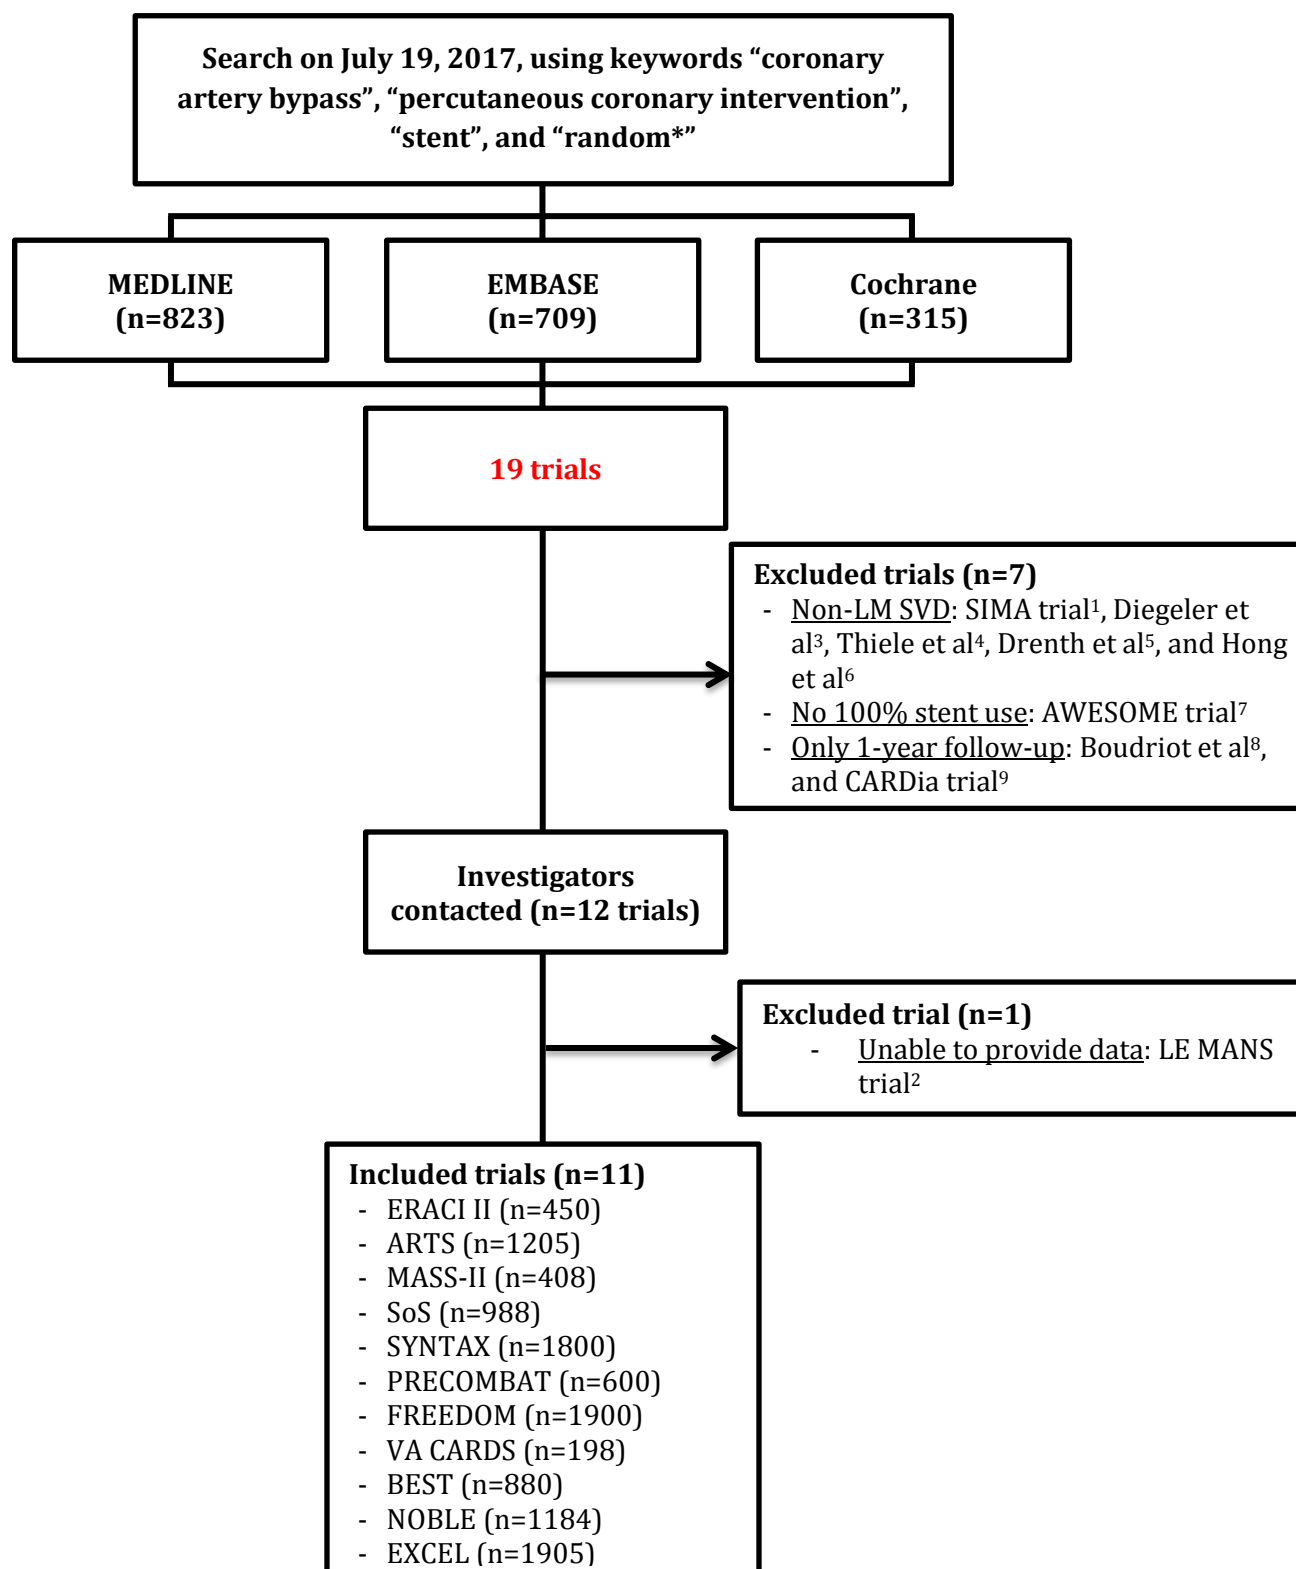 Search on July 19, 2017, using keywords “coronary
artery bypass”, “percutaneous coronary intervention”,
“stent”, and “random*”
MEDLINE
(n=823)
EMBASE
(n=709)
Cochrane
(n=315)
19 trials
Excluded trials (n=7)
- Non-LM SVD: SIMA trial¹, Diegeler et
al³, Thiele et al⁴, Drenth et al⁵, and Hong
et al⁶
- No 100% stent use: AWESOME trial⁷
- Only 1-year follow-up: Boudriot et al⁸,
and CARDia trial⁹
Investigators
contacted (n=12 trials)
Excluded trial (n=1)
- Unable to provide data: LE MANS
trial²
Included trials (n=11)
- ERACI II (n=450)
- ARTS (n=1205)
- MASS-II (n=408)
- SoS (n=988)
- SYNTAX (n=1800)
- PRECOMBAT (n=600)
- FREEDOM (n=1900)
- VA CARDS (n=198)
- BEST (n=880)
- NOBLE (n=1184)
- EXCEL (n=1905)